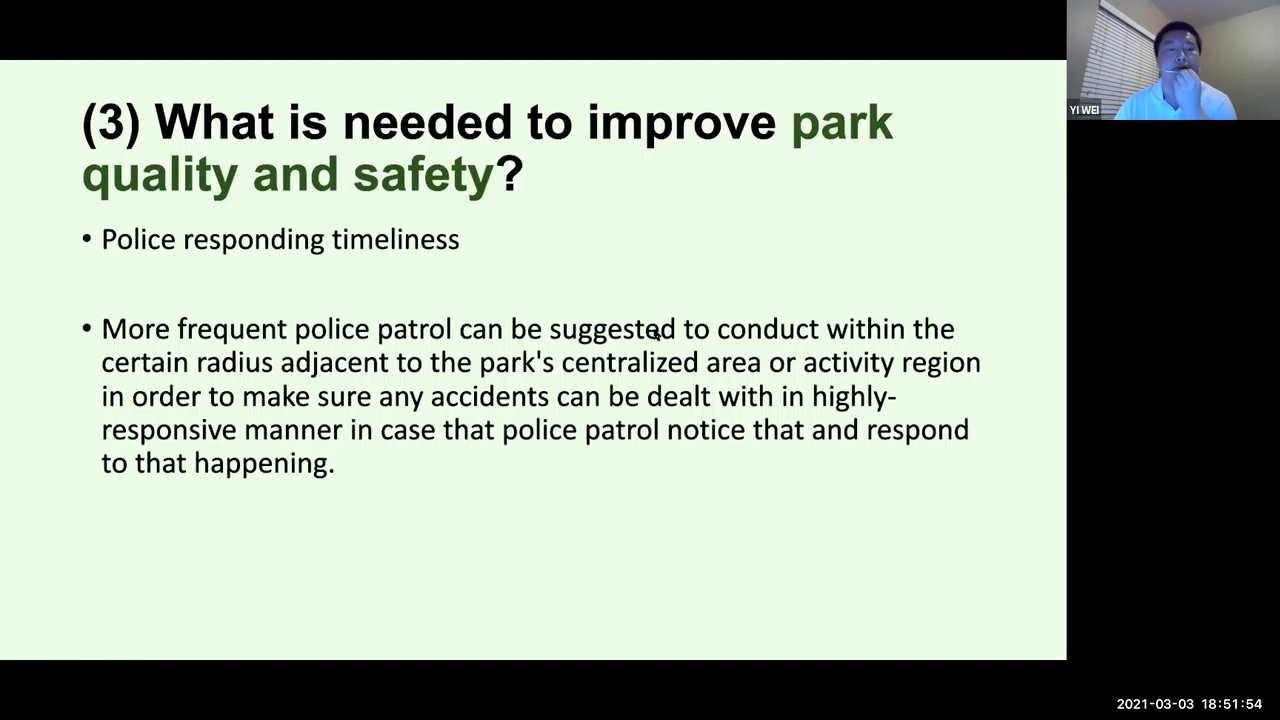 (3) What is needed to improve park
quality and safety?
• Police responding timeliness
• More frequent police patrol can be suggested to conduct within the
certain radius adjacent to the park's centralized area or activity region
in order to make sure any accidents can be dealt with in highly-
responsive manner in case that police patrol notice that and respond
to that happening.
YI WEI
2021-03-03 18:51:54